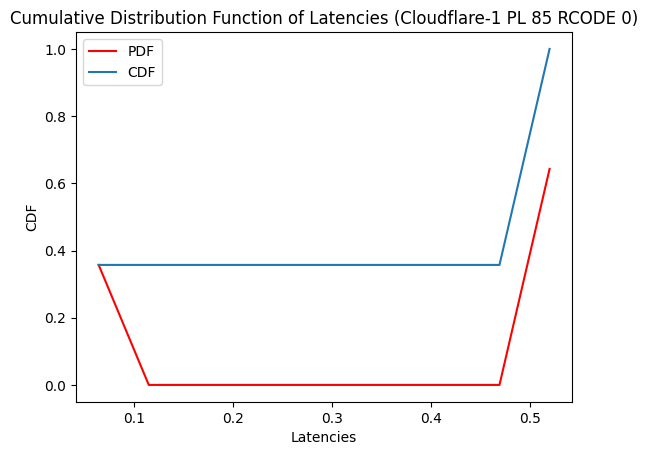 Cumulative Distribution Function of Latencies (Cloudflare-1 PL 85 RCODE 0)
PDF
CDF
1.0
0.8
0.6
0.4
0.2
0.0
CDF
0.1 0.2 0.3 0.4 0.5
Latencies